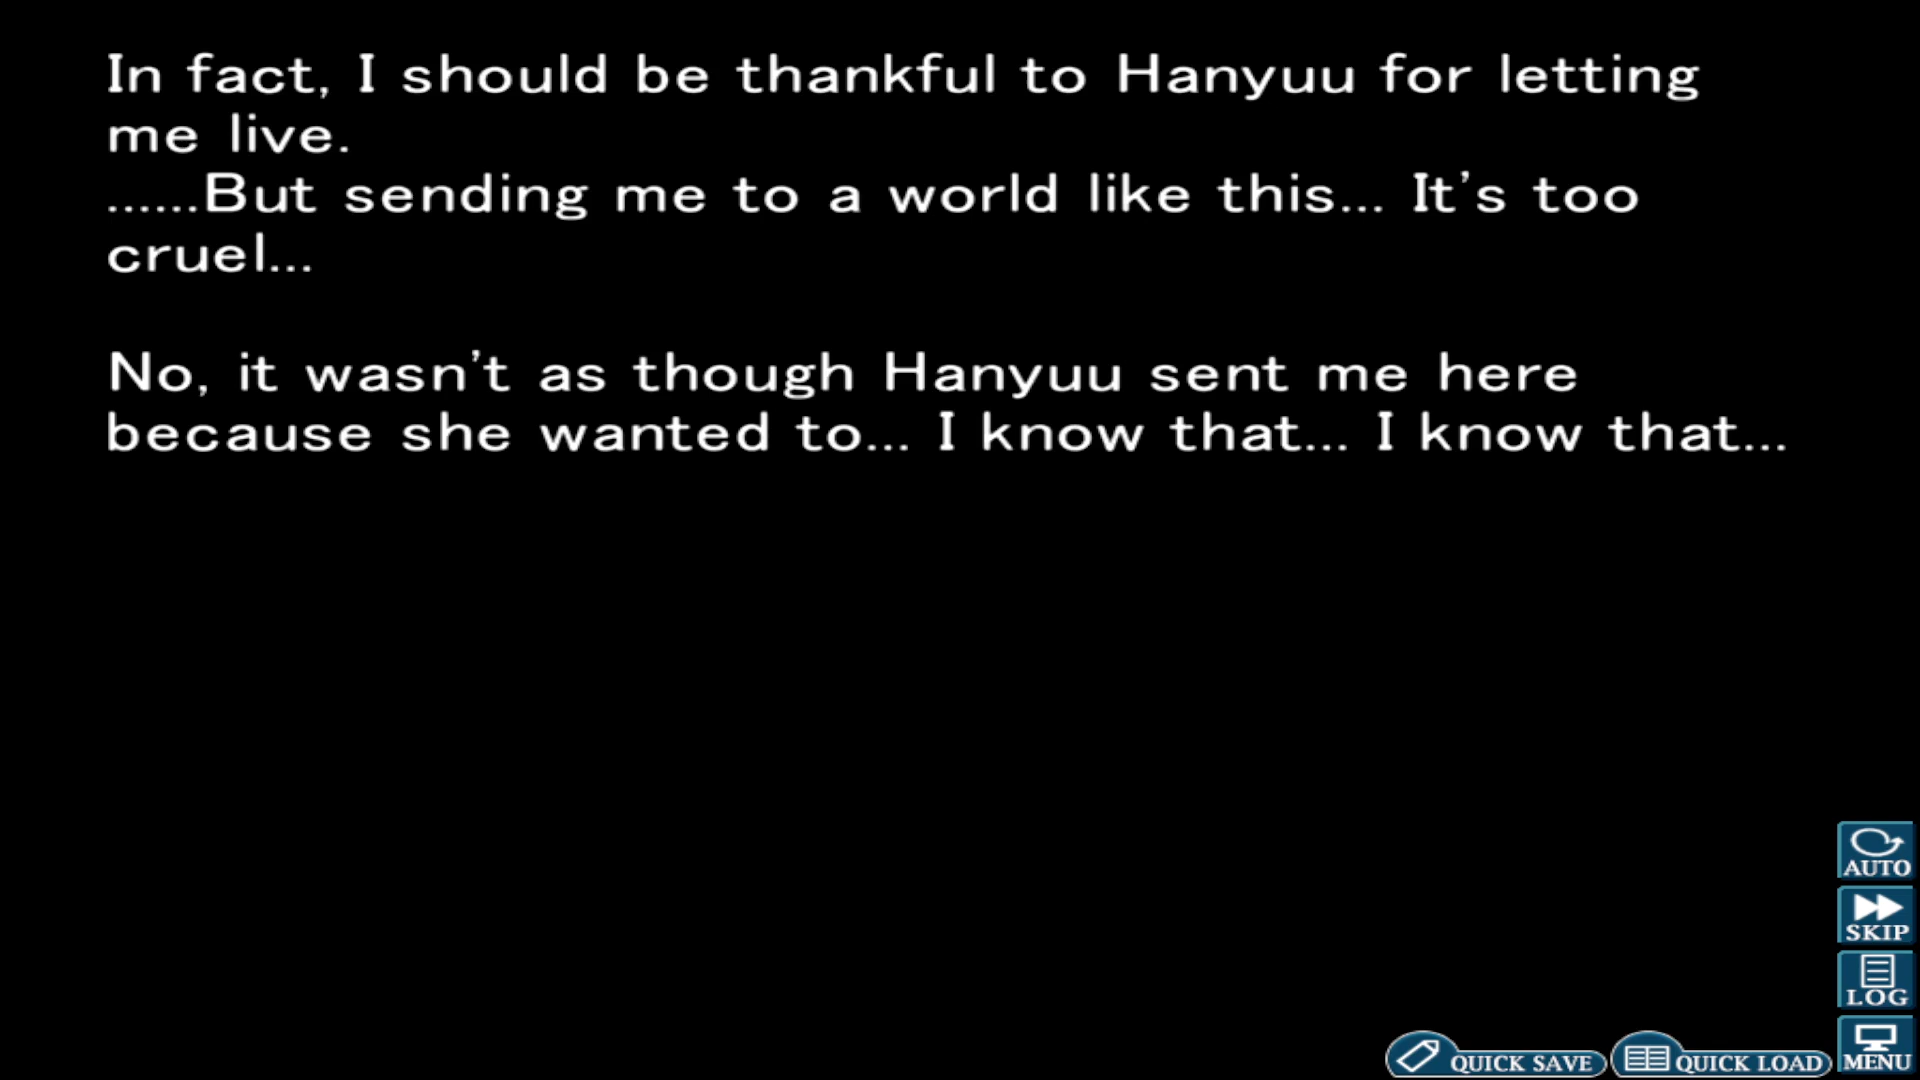 In fact, I should be thankful to Hanyuu for letting
me live.
......But sending me to a world like this... It's too
cruel...
No, it wasn't as though Hanyuu sent me here
because she wanted to... I know that... I know that...
AUTO
SKIP
LOG
QUICK SAVE
QUICK LOAD
MENU